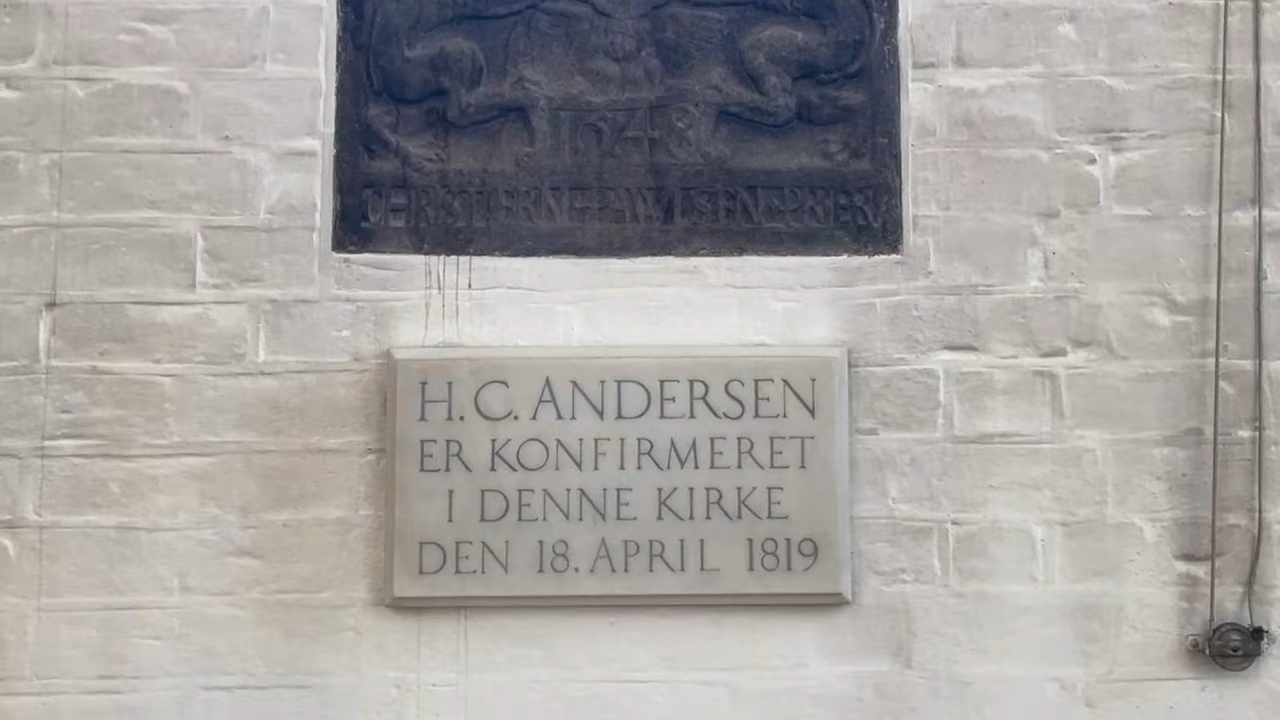 1648
H.C. ANDERSEN
ER KONFIRMERET
I DENNE KIRKE
DEN 18. APRIL 1819